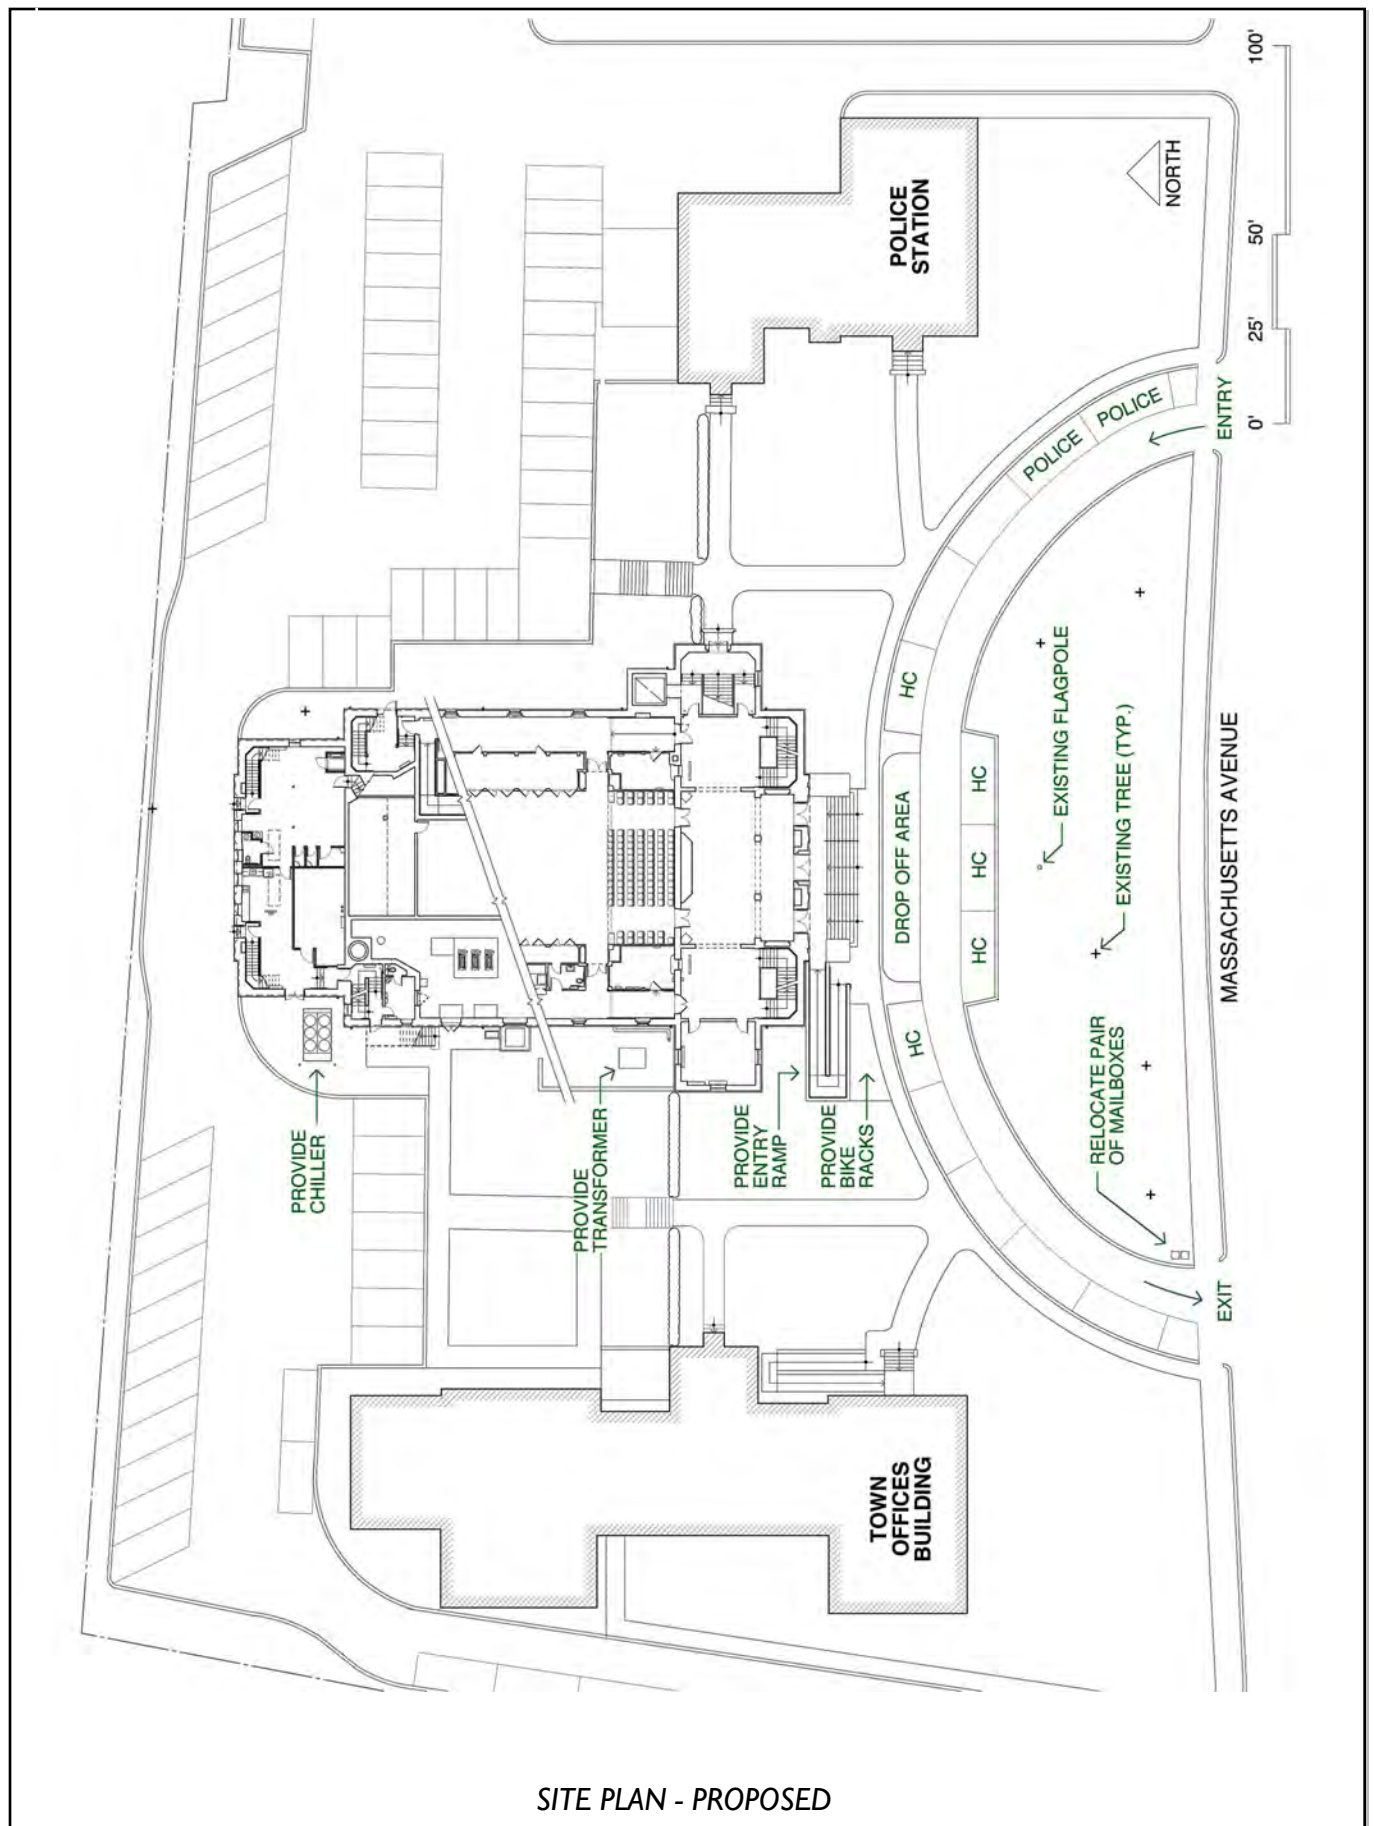 PROVIDE
CHILLER
PROVIDE
TRANSFORMER
TOWN
OFFICES
BUILDING
PROVIDE
ENTRY
RAMP
PROVIDE
BIKE
RACKS
HC
DROP OFF AREA
HC
HC
HC
HC
POLICE
POLICE
POLICE
STATION
RELOCATE PAIR
OF MAILBOXES
EXISTING TREE (TYP.)
EXISTING FLAGPOLE
NORTH
EXIT
MASSACHUSETTS AVENUE
ENTRY
0'
25'
50'
100'
SITE PLAN - PROPOSED